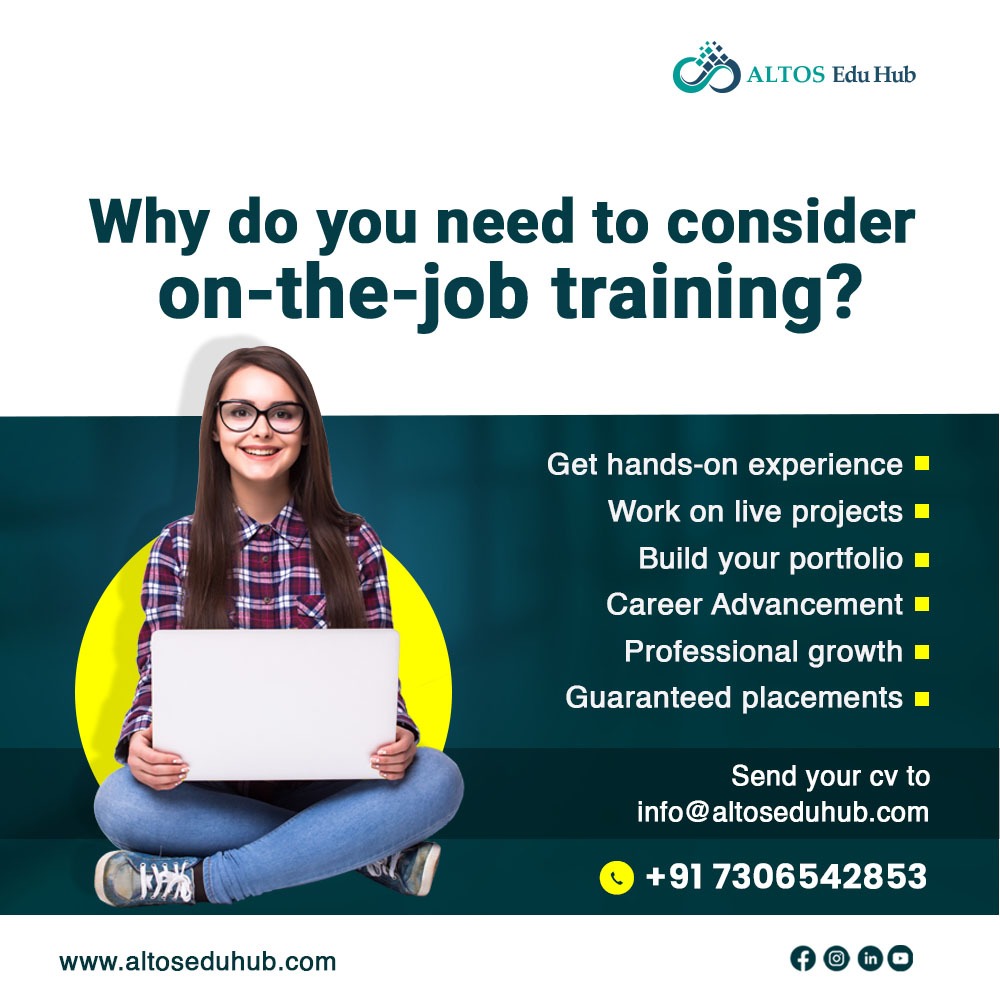 ALTOS Edu Hub
Why do you need to consider
on-the-job training?
Get hands-on experience
Work on live projects
Build your portfolio
Career Advancement
Professional growth
Guaranteed placements
Send your cv to
info@altoseduhub.com
+91 7306542853
www.altoseduhub.com